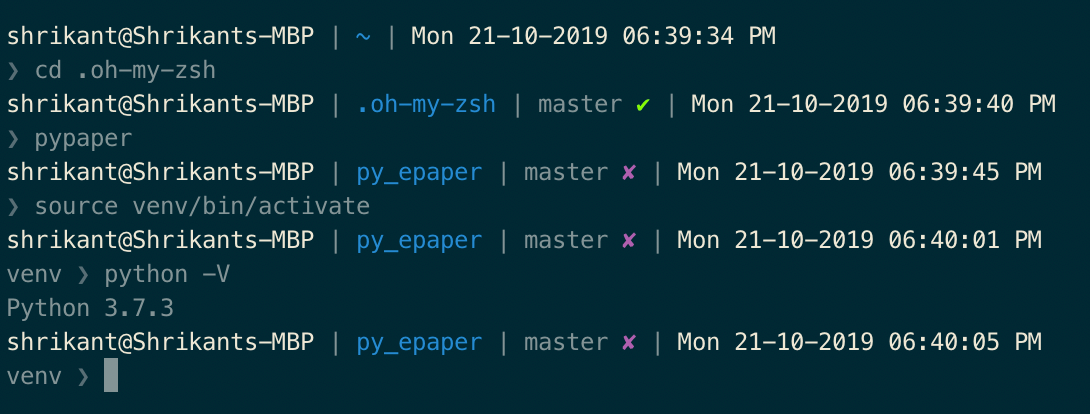 shrikant@Shrikants-MBP | ~ | Mon 21-10-2019 06:39:34 PM
❯ cd .oh-my-zsh
shrikant@Shrikants-MBP | .oh-my-zsh | master ✔ | Mon 21-10-2019 06:39:40 PM
❯ pypaper
shrikant@Shrikants-MBP | py_epaper | master ✘ | Mon 21-10-2019 06:39:45 PM
❯ source venv/bin/activate
shrikant@Shrikants-MBP | py_epaper | master ✘ | Mon 21-10-2019 06:40:01 PM
venv ❯ python -V
Python 3.7.3
shrikant@Shrikants-MBP | py_epaper | master ✘ | Mon 21-10-2019 06:40:05 PM
venv ❯